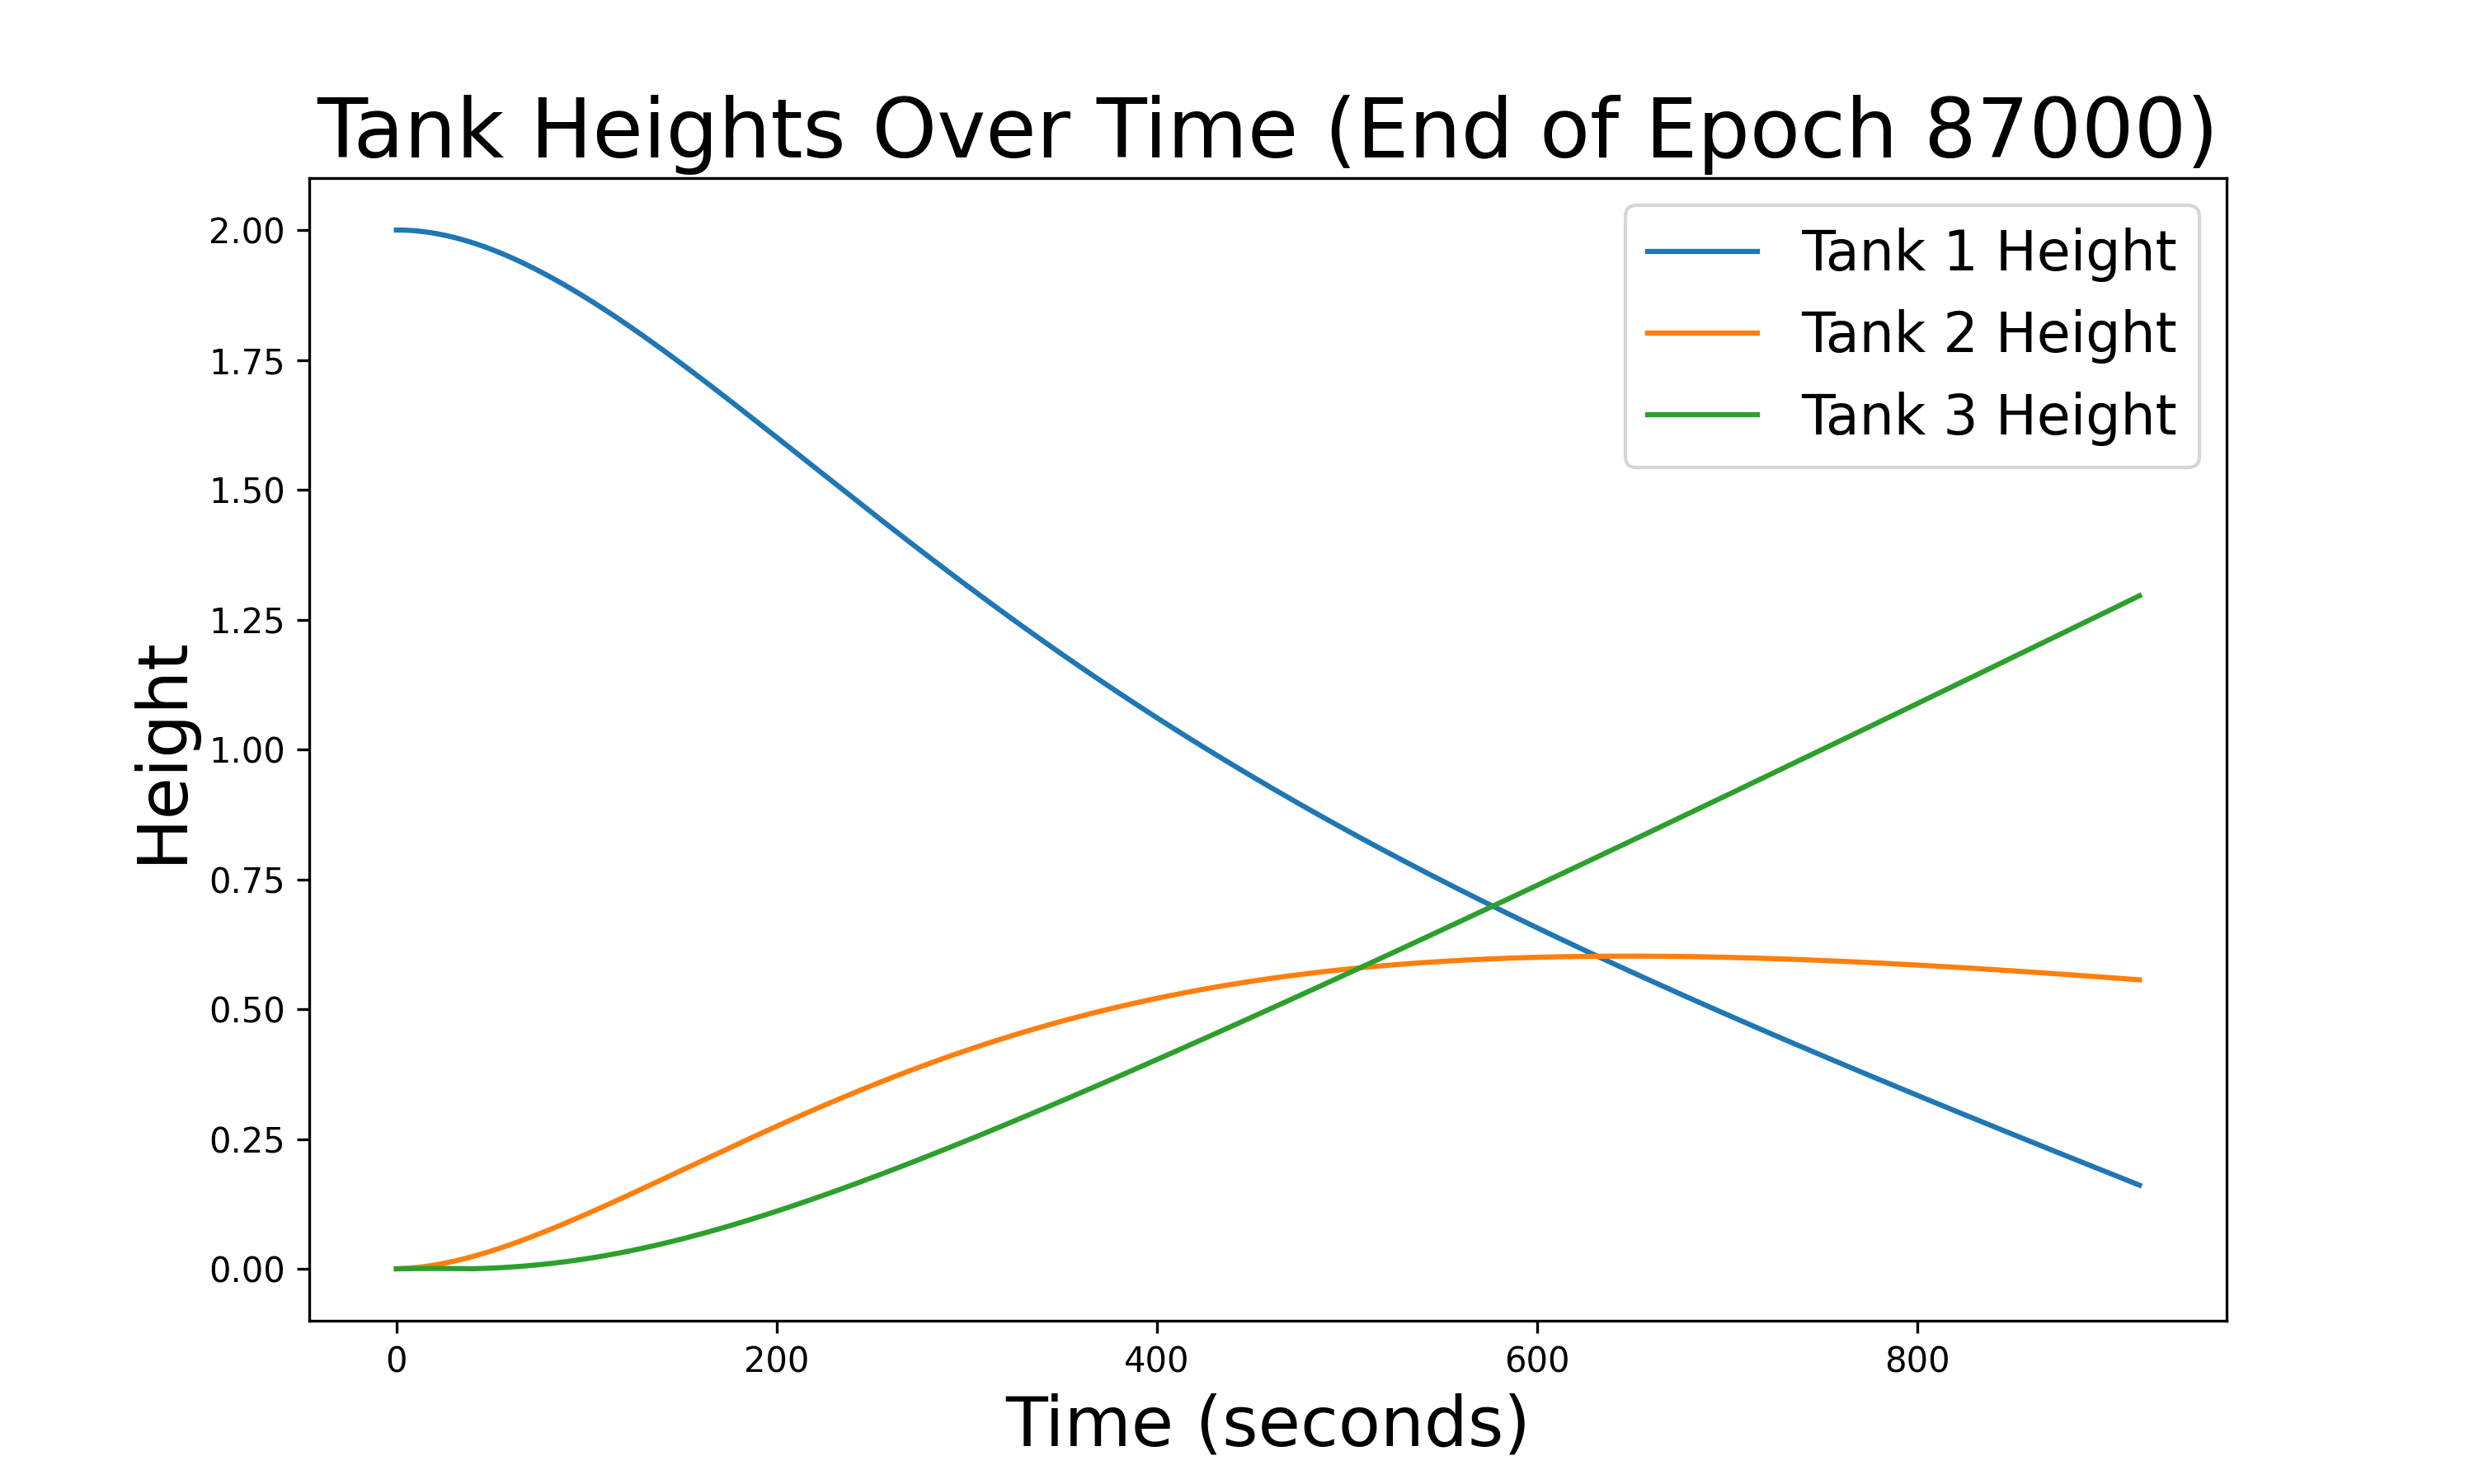 Tank Heights Over Time (End of Epoch 87000)
Tank 1 Height
Tank 2 Height
Tank 3 Height
Height
2.00
1.75
1.50
1.25
1.00
0.75
0.50
0.25
0.00
0 200 400 600 800
Time (seconds)